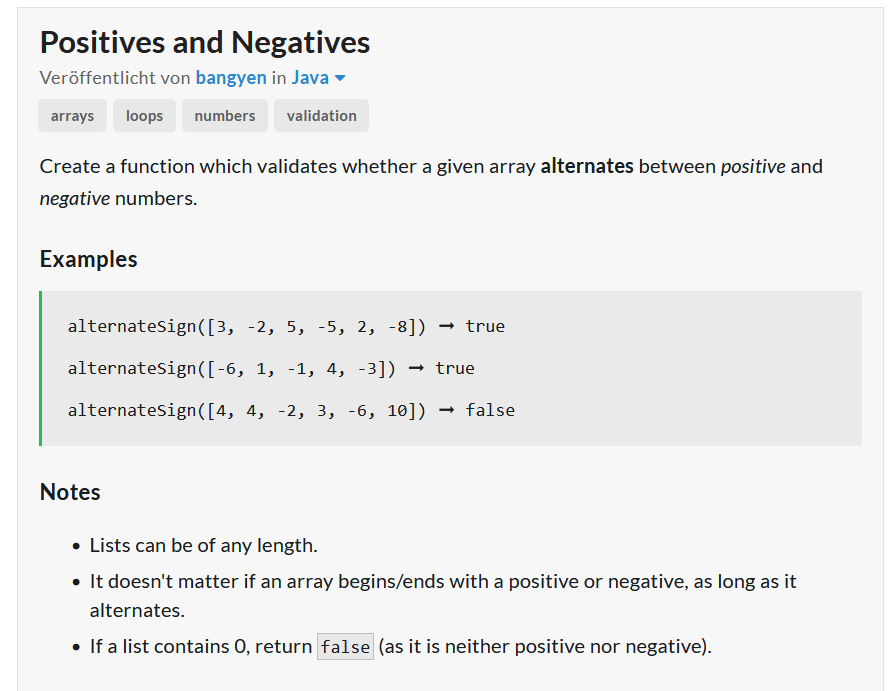 Positives and Negatives
Veröffentlicht von bangyen in Java
arrays loops numbers validation
Create a function which validates whether a given array alternates between positive and
negative numbers.
Examples
alternateSign([3, -2, 5, -5, 2, -8]) ➞ true
alternateSign([-6, 1, -1, 4, -3]) ➞ true
alternateSign([4, 4, -2, 3, -6, 10]) ➞ false
Notes
• Lists can be of any length.
• It doesn't matter if an array begins/ends with a positive or negative, as long as it
alternates.
• If a list contains 0, return false (as it is neither positive nor negative).